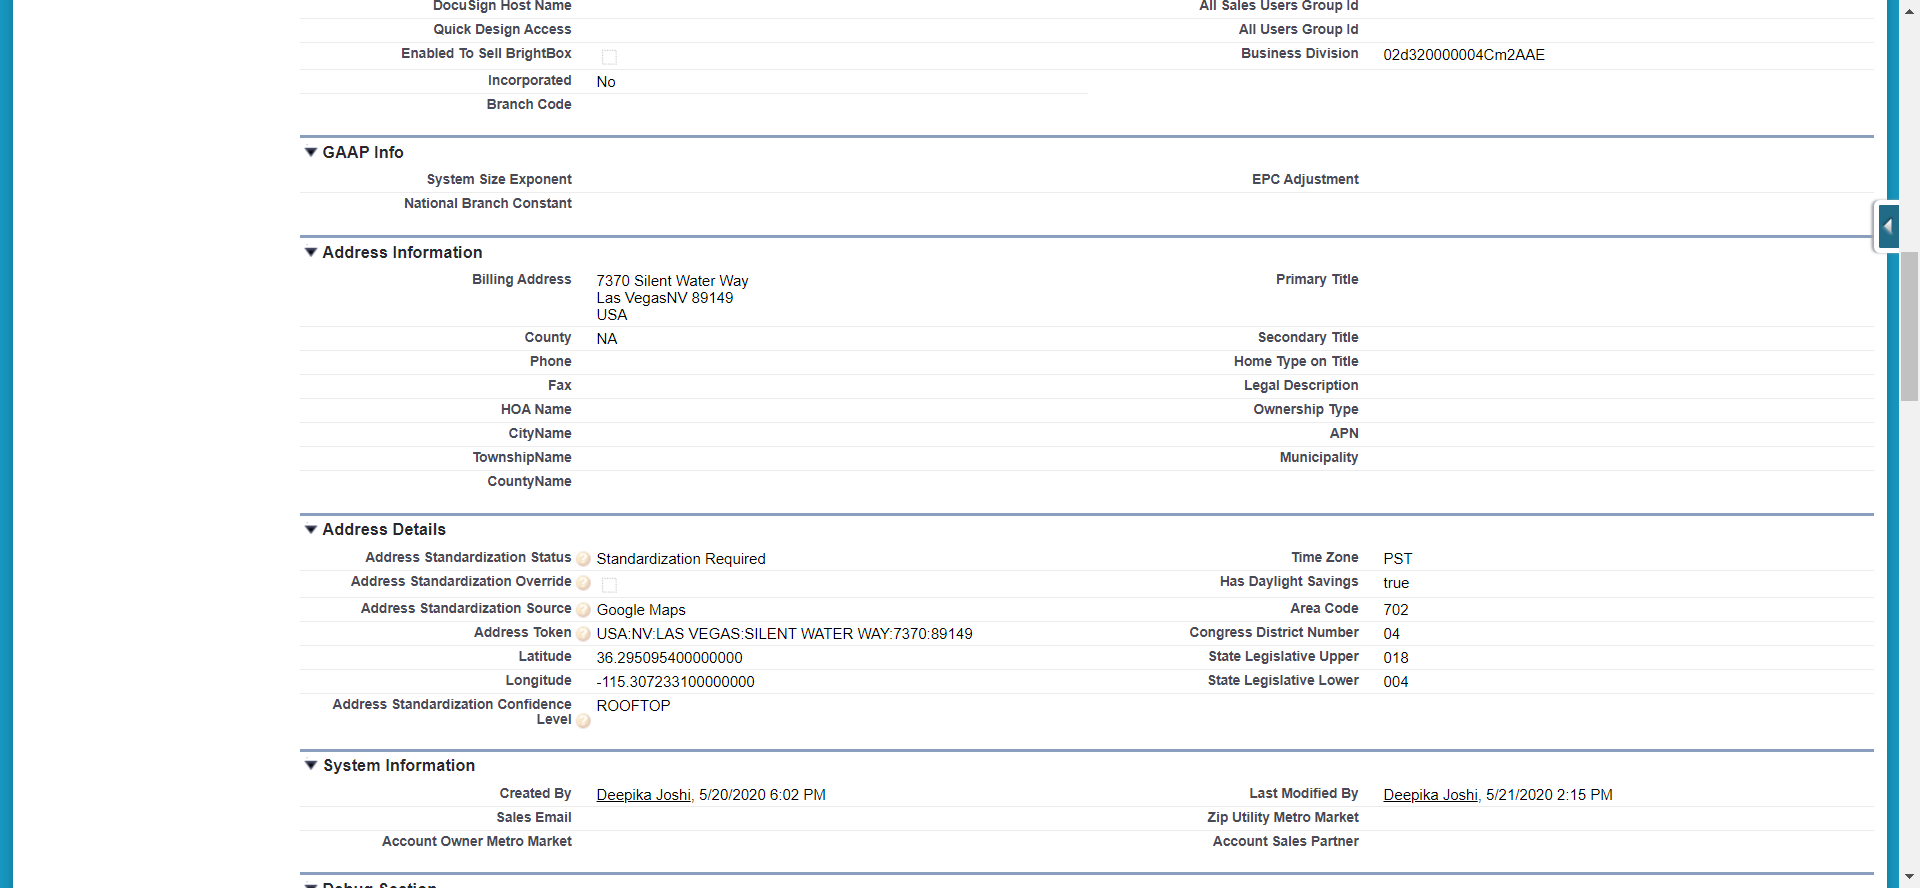 DocuSign Host Name All Sales Users Group Id
Quick Design Access All Users Group Id
Enabled To Sell BrightBox Business Division 02d320000004Cm2AAE
Incorporated No
Branch Code
GAAP Info
System Size Exponent EPC Adjustment
National Branch Constant
Address Information
Billing Address 7370 Silent Water Way Primary Title
Las VegasNV 89149
USA
County NA Secondary Title
Phone Home Type on Title
Fax Legal Description
HOA Name Ownership Type
CityName APN
TownshipName Municipality
CountyName
Address Details
Address Standardization Status ? Standardization Required Time Zone PST
Address Standardization Override ? Has Daylight Savings true
Address Standardization Source ? Google Maps Area Code 702
Address Token ? USA:NV:LAS VEGAS:SILENT WATER WAY:7370:89149 Congress District Number 04
Latitude 36.295095400000000 State Legislative Upper 018
Longitude -115.307233100000000 State Legislative Lower 004
Address Standardization Confidence ROOFTOP
Level ?
System Information
Created By Deepika Joshi, 5/20/2020 6:02 PM Last Modified By Deepika Joshi, 5/21/2020 2:15 PM
Sales Email Zip Utility Metro Market
Account Owner Metro Market Account Sales Partner
Debug Section